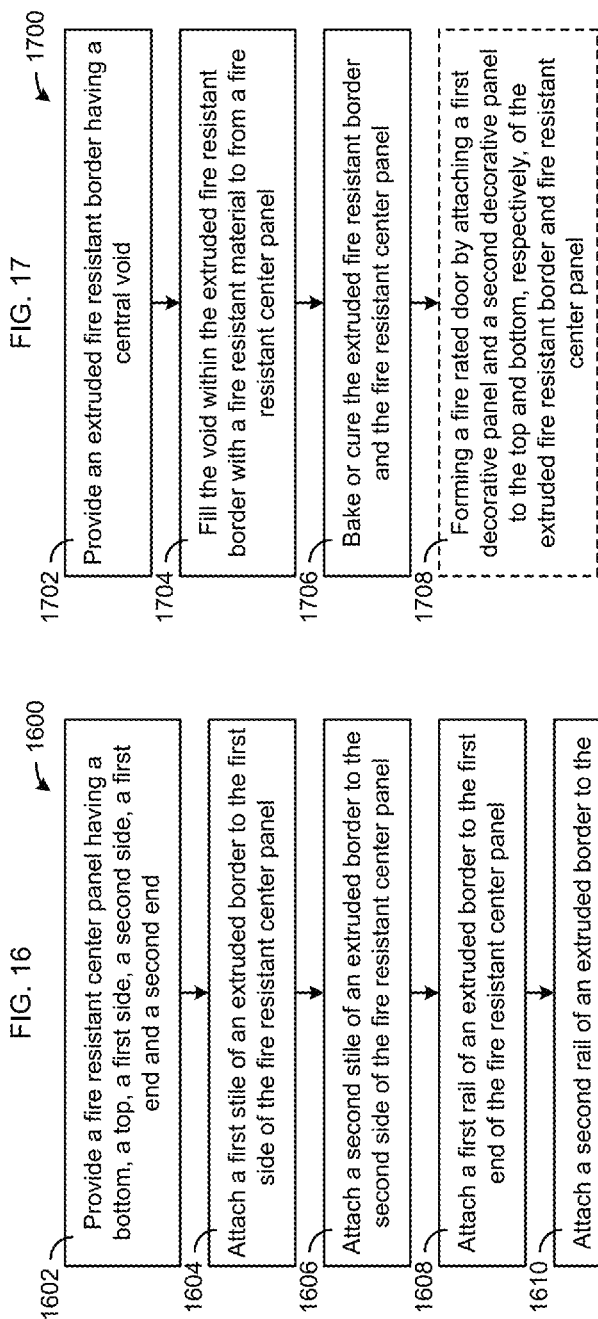 FIG. 16
1600
1602
Provide a fire resistant center panel having a
bottom, a top, a first side, a second side, a first
end and a second end
1604
Attach a first stile of an extruded border to the first
side of the fire resistant center panel
1606
Attach a second stile of an extruded border to the
second side of the fire resistant center panel
1608
Attach a first rail of an extruded border to the first
end of the fire resistant center panel
1610
Attach a second rail of an extruded border to the
FIG. 17
1700
1702
Provide an extruded fire resistant border having a
central void
1704
Fill the void within the extruded fire resistant
border with a fire resistant material to from a fire
resistant center panel
1706
Bake or cure the extruded fire resistant border
and the fire resistant center panel
1708
Forming a fire rated door by attaching a first
decorative panel and a second decorative panel
to the top and bottom, respectively, of the
extruded fire resistant border and fire resistant
center panel